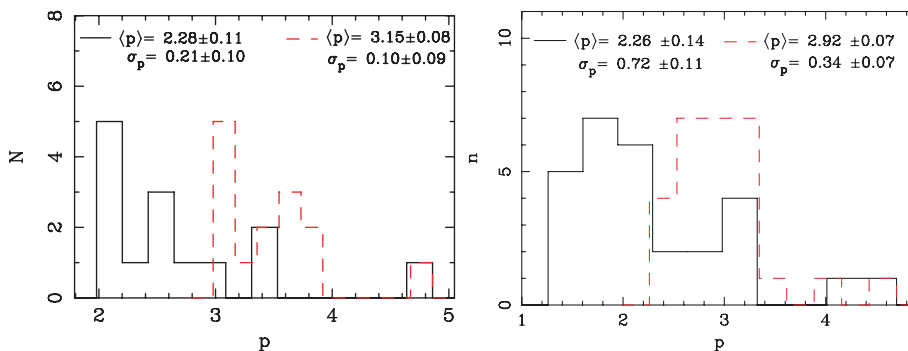 ⟨p⟩= 2.28±0.11
σp= 0.21±0.10
⟨p⟩= 3.15±0.08
σp= 0.10±0.09
8
6
4
2
0
N
2
3
4
5
p
⟨p⟩= 2.26 ±0.14
σp= 0.72 ±0.11
⟨p⟩= 2.92 ±0.07
σp= 0.34 ±0.07
10
5
0
n
1
2
3
4
p